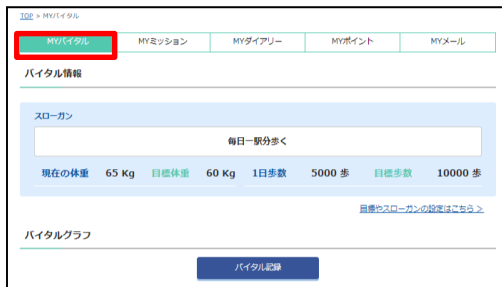 TOP > MYバイタル
MYバイタル MYミッション MYダイアリー MYポイント MYメール
バイタル情報
スローガン
毎日一駅分歩く
現在の体重 65 Kg 目標体重 60 Kg 1日歩数 5000 歩 目標歩数 10000 歩
目標やスローガンの設定はこちら >
バイタルグラフ
バイタル記録